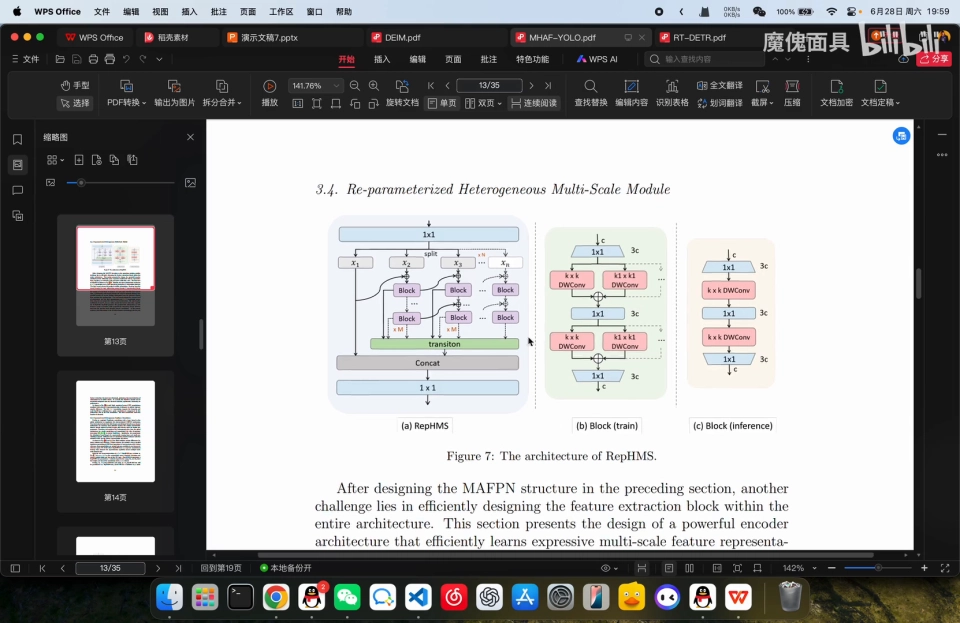 WPS Office 文件 编辑 视图 插入 批注 页面 工作区 窗口 帮助
0KB/s
0KB/s
100%
6月28日 周六 19:59
WPS Office
稻壳素材
演示文稿7.pptx
DEIM.pdf
MHAF-YOLO.pdf
RT-DETR.pdf
魔傀面具
bilibili
文件
开始 插入 编辑 页面 批注 特色功能 WPS AI
输入查找内容
分享
手型
选择
PDF转换
输出为图片
拆分合并
播放
141.76%
旋转文档
13/35
单页
双页
连续阅读
查找替换
编辑内容
识别表格
全文翻译
划词翻译
截屏
压缩
文档加密
文档定稿
缩略图
第13页
第14页
3.4. Re-parameterized Heterogeneous Multi-Scale Module
1x1
split
x N
x1
x2
x3
xn
Block
Block
Block
...
Block
Block
Block
x M
x M
transiton
Concat
1 x 1
(a) RepHMS
c
1x1
3c
k x k
DWConv
k1 x k1
DWConv
1x1
3c
k x k
DWConv
k1 x k1
DWConv
1x1
3c
c
(b) Block (train)
c
1x1
3c
k x k
DWConv
1x1
3c
k x k
DWConv
1x1
3c
c
(c) Block (inference)
Figure 7: The architecture of RepHMS.
After designing the MAFPN structure in the preceding section, another
challenge lies in efficiently designing the feature extraction block within the
entire architecture. This section presents the design of a powerful encoder
architecture that efficiently learns expressive multi-scale feature representa-
13/35
回到第19页
本地备份开
142%
2